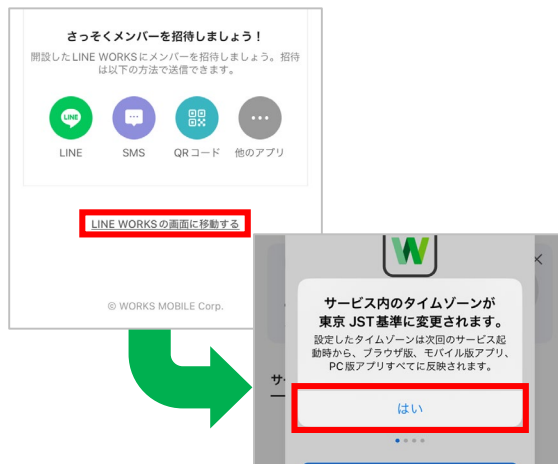 さっそくメンバーを招待しましょう！
開設したLINE WORKSにメンバーを招待しましょう。招待
は以下の方法で送信できます。
LINE
LINE SMS QRコード 他のアプリ
LINE WORKSの画面に移動する
© WORKS MOBILE Corp.
W
×
サービス内のタイムゾーンが
東京 JST基準に変更されます。
設定したタイムゾーンは次回のサービス起
動時から、ブラウザ版、モバイル版アプリ、
PC版アプリすべてに反映されます。
サ
はい